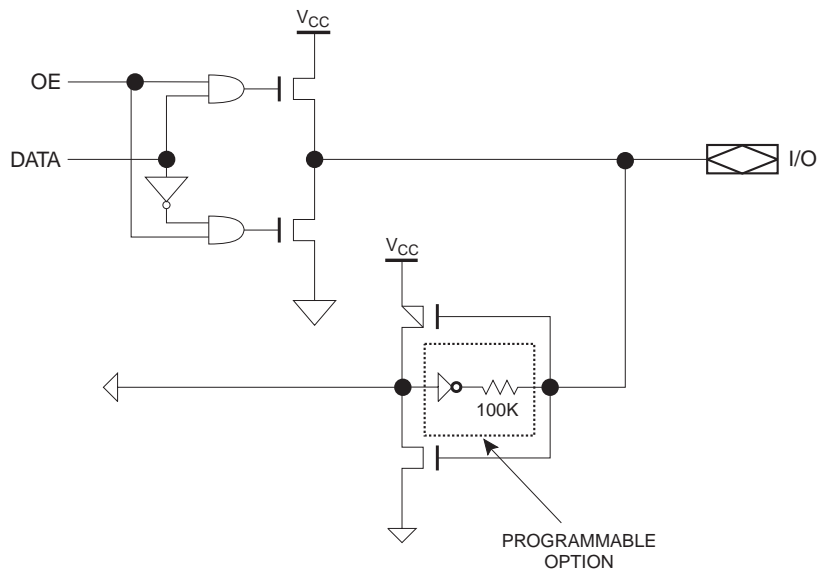 VCC
OE
DATA
I/O
VCC
100K
PROGRAMMABLE
OPTION